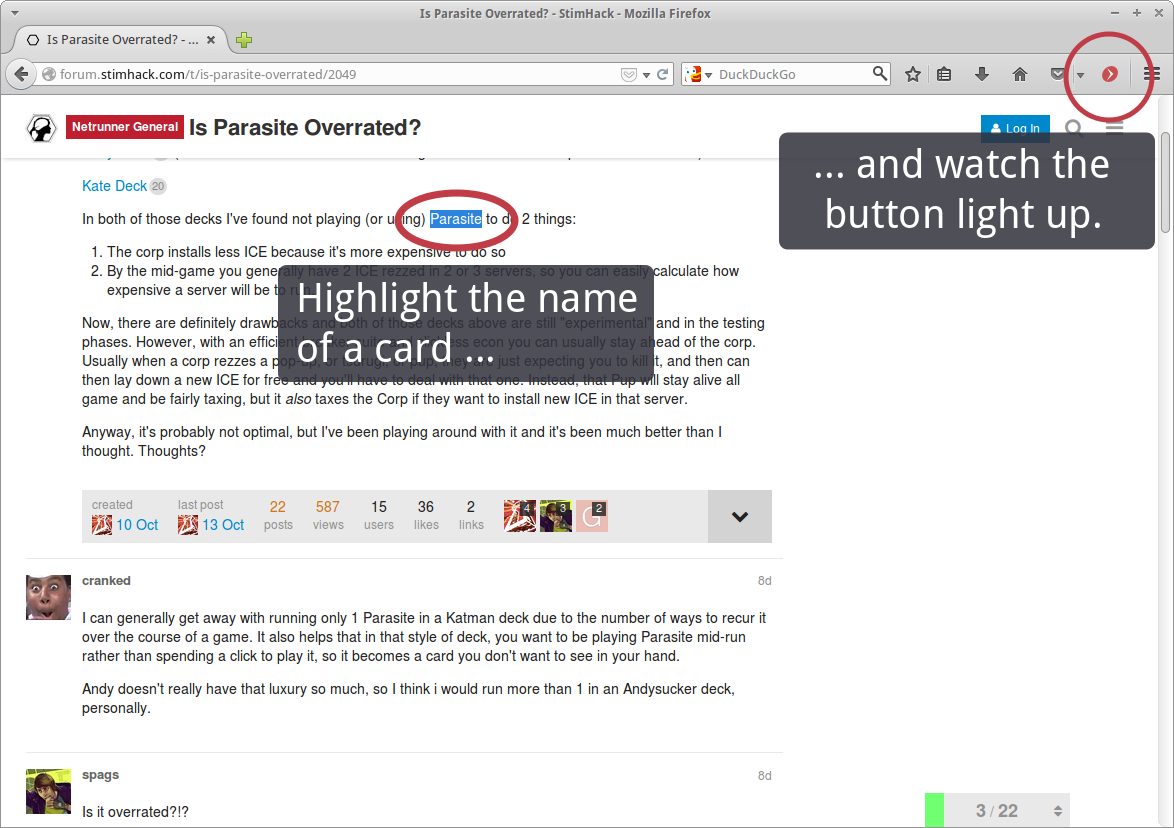 Is Parasite Overrated? - StimHack - Mozilla Firefox
Is Parasite Overrated? - ...
forum.stimhack.com/t/is-parasite-overrated/2049
DuckDuckGo
Netrunner General Is Parasite Overrated?
Log In
... and watch the
button light up.
Kate Deck 20
In both of those decks I've found not playing (or using) Parasite to do 2 things:
1. The corp installs less ICE because it's more expensive to do so
2. By the mid-game you generally have 2 ICE rezzed in 2 or 3 servers, so you can easily calculate how
expensive a server will be to run.
Highlight the name
of a card ...
Now, there are definitely drawbacks and both of those decks above are still "experimental" and in the testing
phases. However, with an efficient econ you can usually stay ahead of the corp.
Usually when a corp rezzes a pop-up, or they are just expecting you to kill it, and then can
then lay down a new ICE for free and you'll have to deal with that one. Instead, that Pup will stay alive all
game and be fairly taxing, but it also taxes the Corp if they want to install new ICE in that server.
Anyway, it's probably not optimal, but I've been playing around with it and it's been much better than I
thought. Thoughts?
created
10 Oct
last post
13 Oct
22
posts
587
views
15
users
36
likes
2
links
4
3
G 2
cranked 8d
I can generally get away with running only 1 Parasite in a Katman deck due to the number of ways to recur it
over the course of a game. It also helps that in that style of deck, you want to be playing Parasite mid-run
rather than spending a click to play it, so it becomes a card you don't want to see in your hand.
Andy doesn't really have that luxury so much, so I think i would run more than 1 in an Andysucker deck,
personally.
spags 8d
Is it overrated?!?
3 / 22